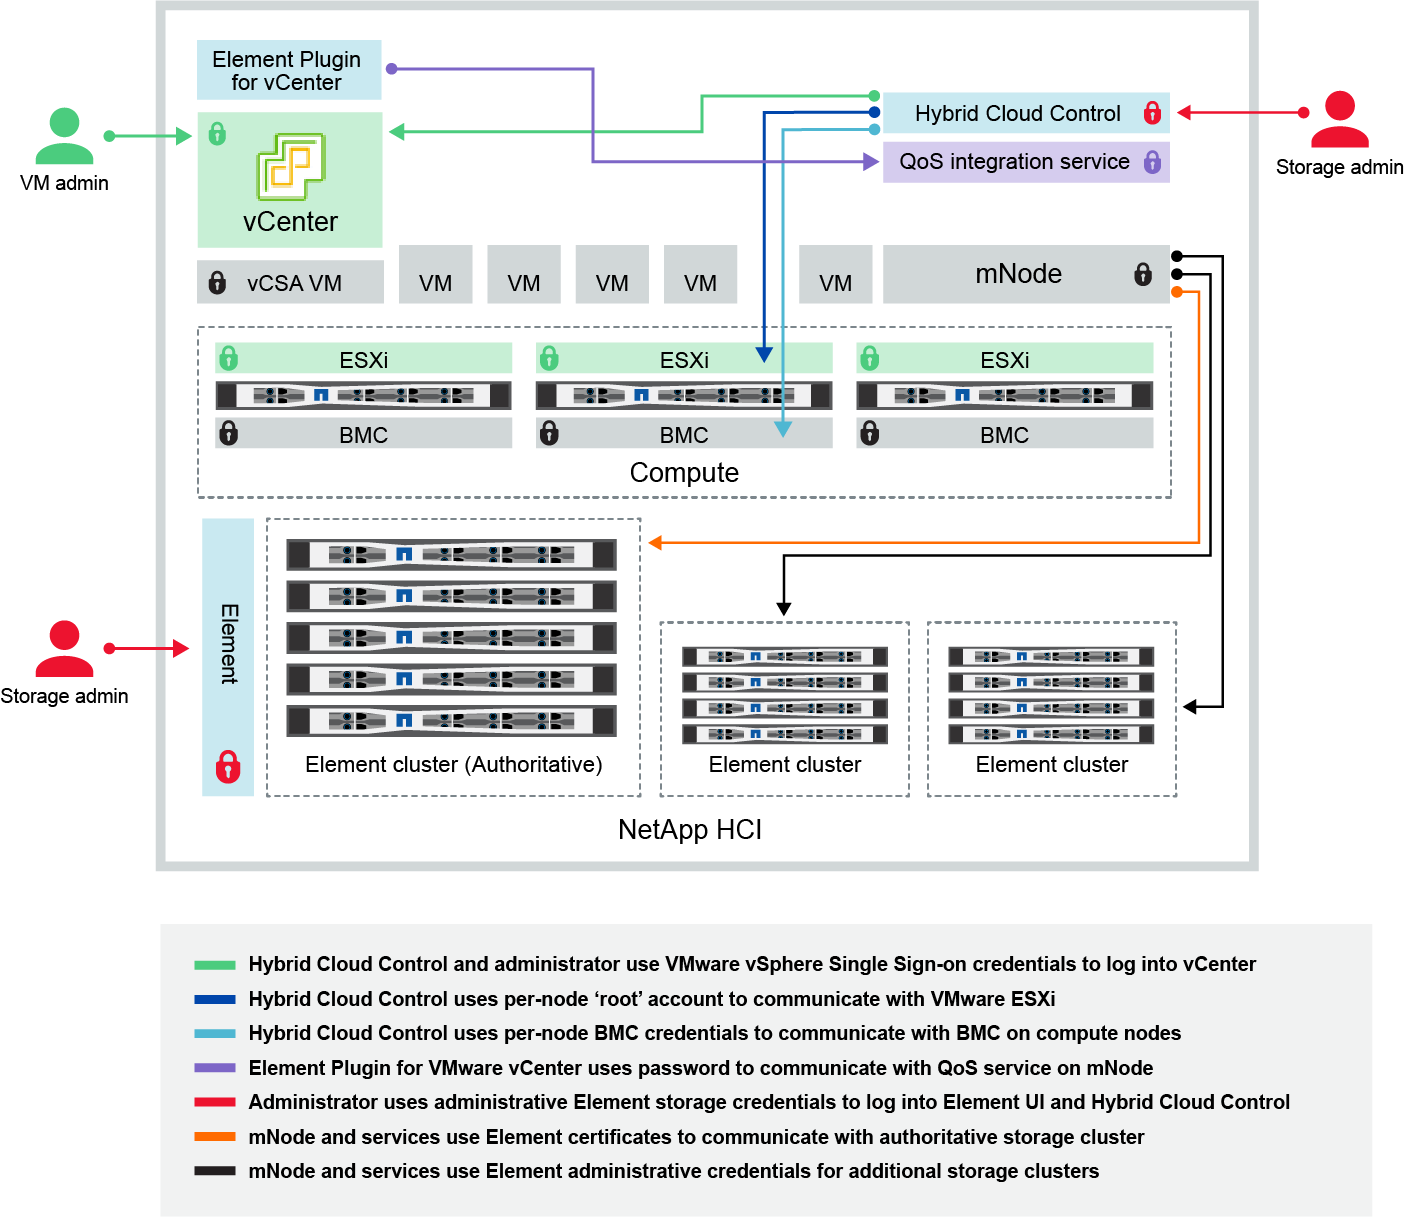 Element Plugin
for vCenter
Hybrid Cloud Control
QoS integration service
VM admin
Storage admin
vCenter
vCSA VM
VM
VM
VM
VM
VM
mNode
ESXi
ESXi
ESXi
BMC
BMC
BMC
Compute
Element
Storage admin
Element cluster (Authoritative)
Element cluster
Element cluster
NetApp HCI
Hybrid Cloud Control and administrator use VMware vSphere Single Sign-on credentials to log into vCenter
Hybrid Cloud Control uses per-node ‘root’ account to communicate with VMware ESXi
Hybrid Cloud Control uses per-node BMC credentials to communicate with BMC on compute nodes
Element Plugin for VMware vCenter uses password to communicate with QoS service on mNode
Administrator uses administrative Element storage credentials to log into Element UI and Hybrid Cloud Control
mNode and services use Element certificates to communicate with authoritative storage cluster
mNode and services use Element administrative credentials for additional storage clusters